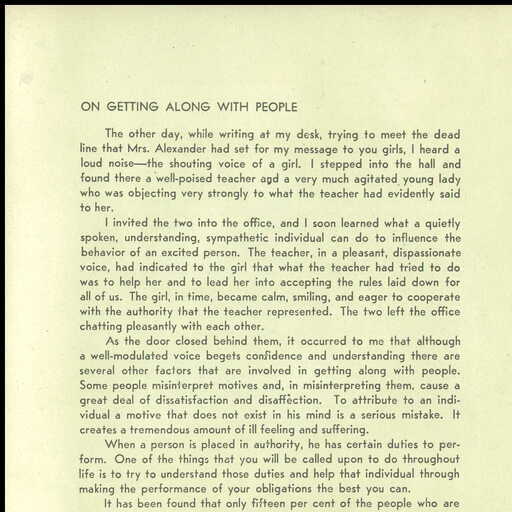 ON GETTING ALONG WITH PEOPLE
The other day, while writing at my desk, trying to meet the dead
line that Mrs. Alexander had set for my message to you girls, I heard a
loud noise—the shouting voice of a girl. I stepped into the hall and
found there a well-poised teacher and a very much agitated young lady
who was objecting very strongly to what the teacher had evidently said
to her.
I invited the two into the office, and I soon learned what a quietly
spoken, understanding, sympathetic individual can do to influence the
behavior of an excited person. The teacher, in a pleasant, dispassionate
voice, had indicated to the girl that what the teacher had tried to do
was to help her and to lead her into accepting the rules laid down for
all of us. The girl, in time, became calm, smiling, and eager to cooperate
with the authority that the teacher represented. The two left the office
chatting pleasantly with each other.
As the door closed behind them, it occurred to me that although
a well-modulated voice begets confidence and understanding there are
several other factors that are involved in getting along with people.
Some people misinterpret motives and, in misinterpreting them, cause a
great deal of dissatisfaction and disaffection. To attribute to an indi-
vidual a motive that does not exist in his mind is a serious mistake. It
creates a tremendous amount of ill feeling and suffering.
When a person is placed in authority, he has certain duties to per-
form. One of the things that you will be called upon to do throughout
life is to try to understand those duties and help that individual through
making the performance of your obligations the best you can.
It has been found that only fifteen per cent of the people who are